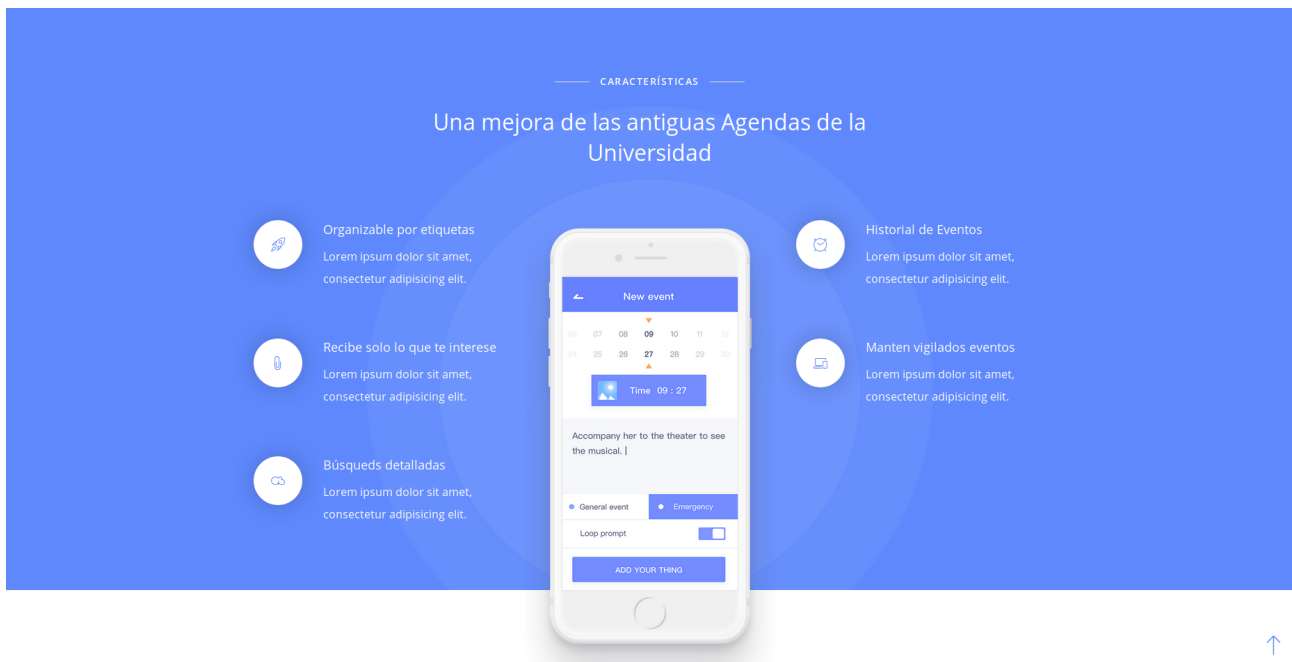 CARACTERÍSTICAS
Una mejora de las antiguas Agendas de la
Universidad
Organizable por etiquetas
Lorem ipsum dolor sit amet,
consectetur adipisicing elit.
Recibe solo lo que te interese
Lorem ipsum dolor sit amet,
consectetur adipisicing elit.
Búsqueds detalladas
Lorem ipsum dolor sit amet,
consectetur adipisicing elit.
New event
06 07 08 09 10 11 12
24 25 26 27 28 29 30
Time 09 : 27
Accompany her to the theater to see
the musical. |
General event Emergency
Loop prompt
ADD YOUR THING
Historial de Eventos
Lorem ipsum dolor sit amet,
consectetur adipisicing elit.
Manten vigilados eventos
Lorem ipsum dolor sit amet,
consectetur adipisicing elit.